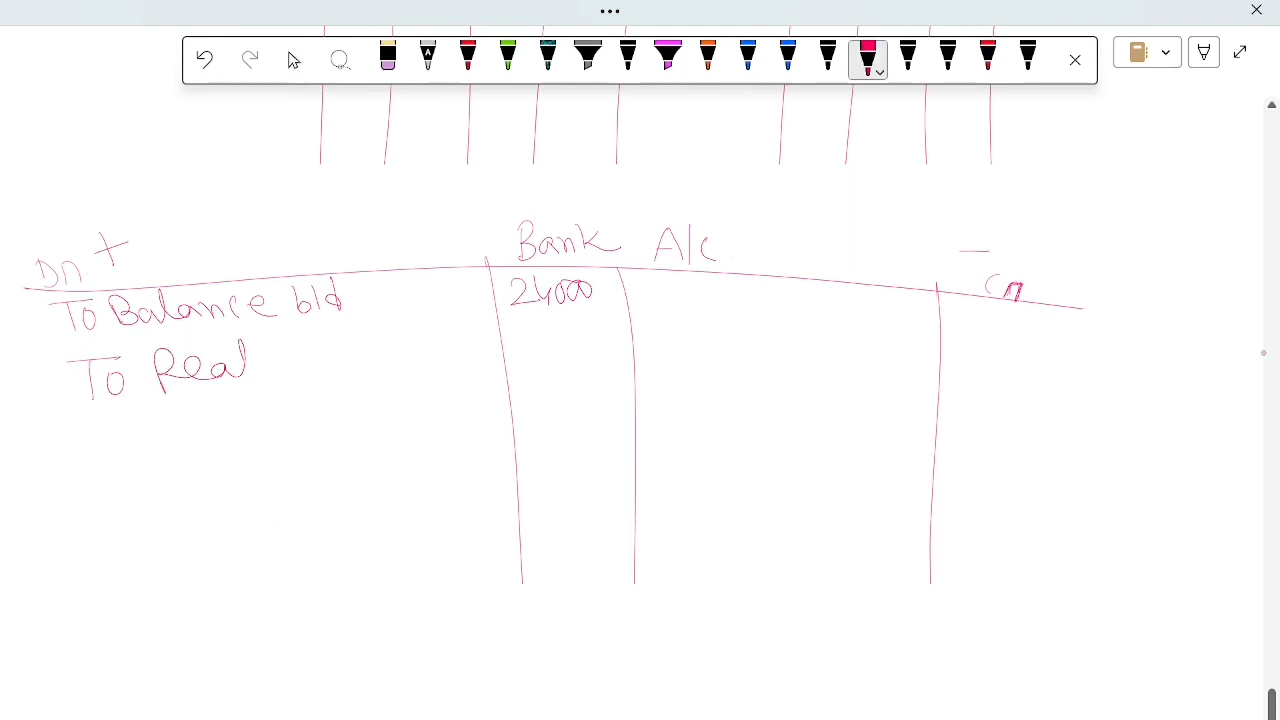 Bank A/C
Dr + - Cr
To Balance b/d 24000
To Real